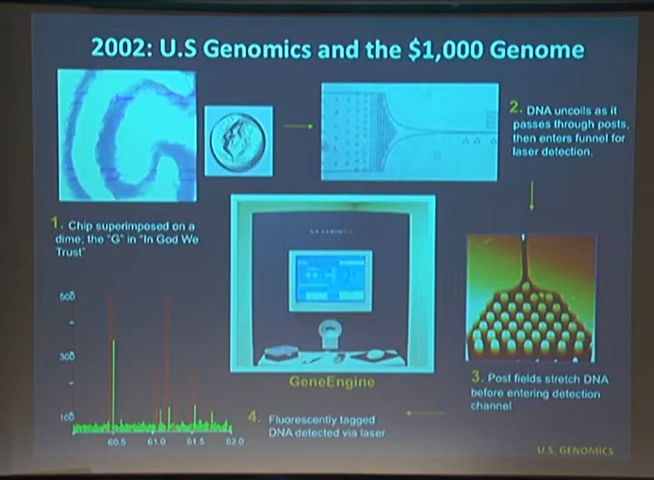 2002: U.S Genomics and the $1,000 Genome
1. Chip superimposed on a
dime; the "G" in "In God We
Trust"
2. DNA uncoils as it
passes through posts,
then enters funnel for
laser detection.
3. Post fields stretch DNA
before entering detection
channel
GeneEngine
4. Fluorescently tagged
DNA detected via laser
500
300
100
60.5 61.0 61.5 62.0
U.S. GENOMICS